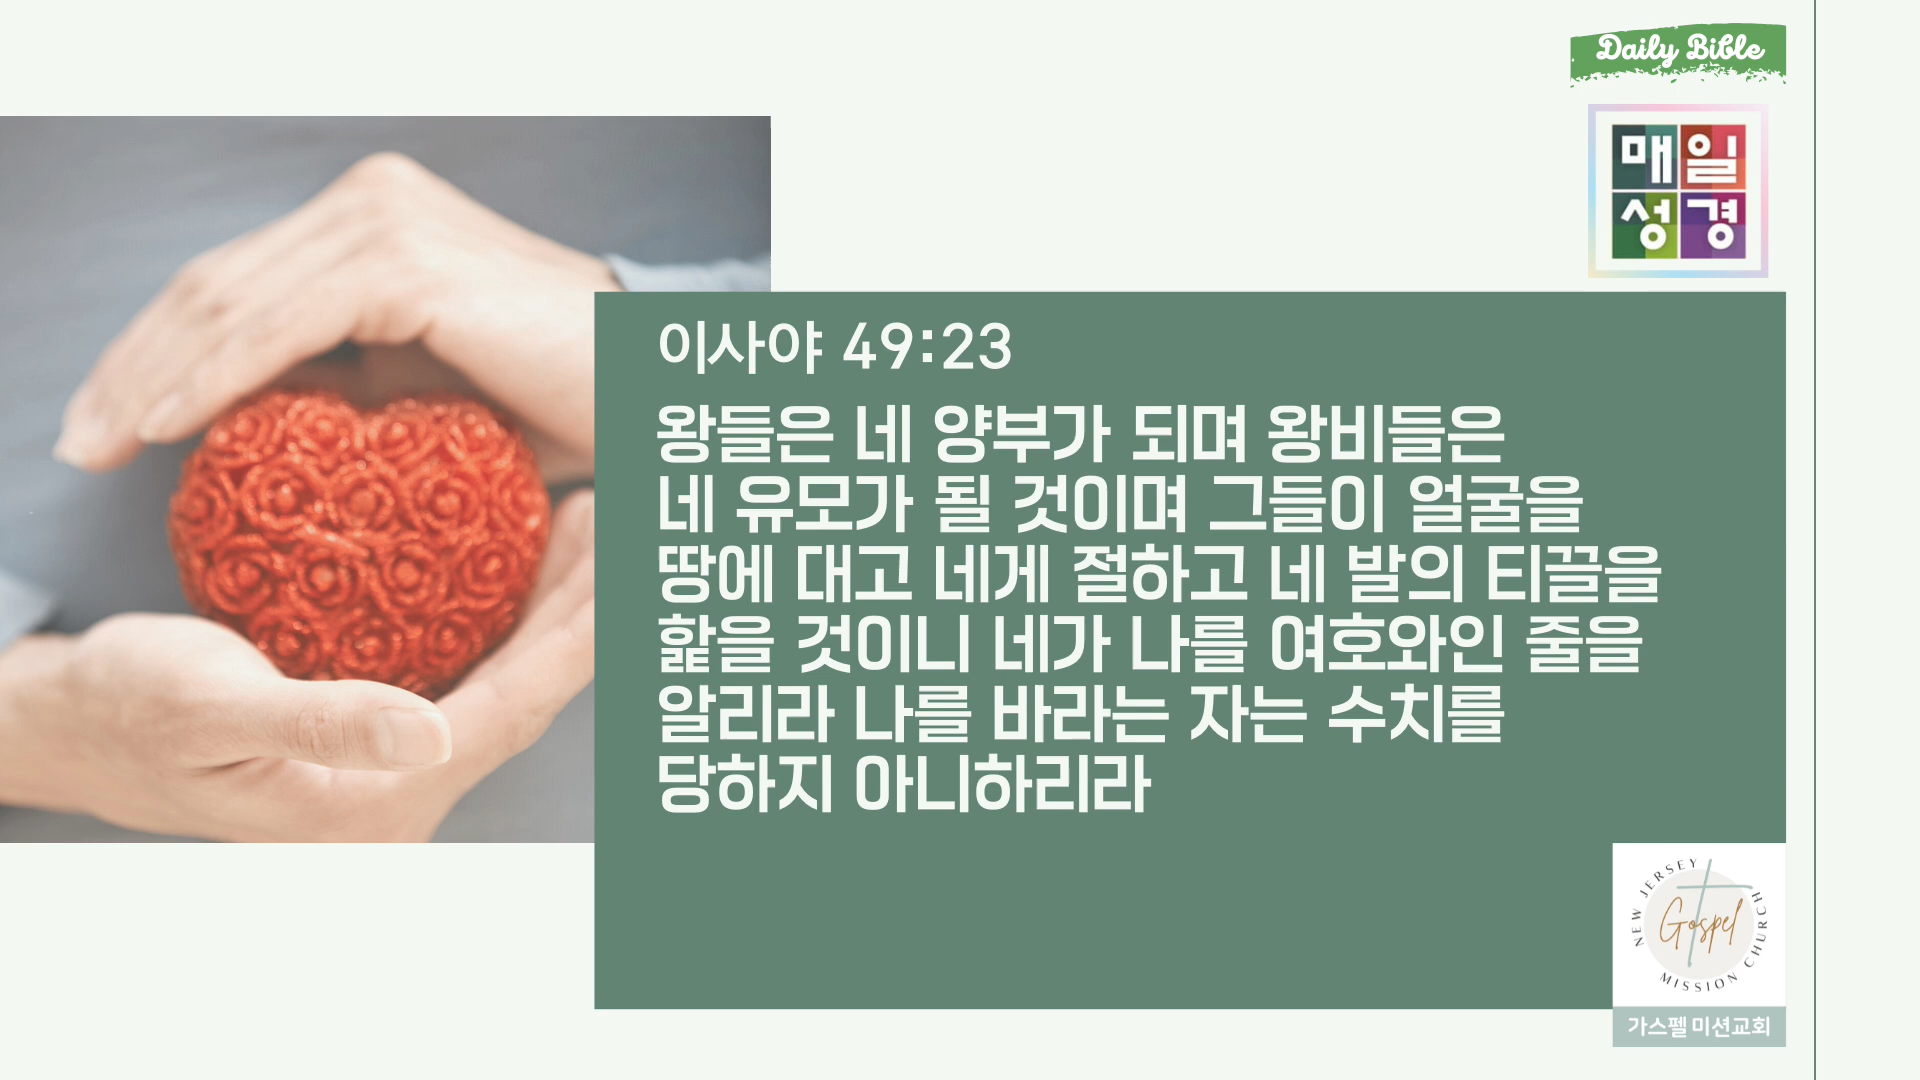 Daily Bible
매일
성경
이사야 49:23
왕들은 네 양부가 되며 왕비들은
네 유모가 될 것이며 그들이 얼굴을
땅에 대고 네게 절하고 네 발의 티끌을
핥을 것이니 네가 나를 여호와인 줄을
알리라 나를 바라는 자는 수치를
당하지 아니하리라
NEW JERSEY
Gospel
MISSION CHURCH
가스펠 미션교회